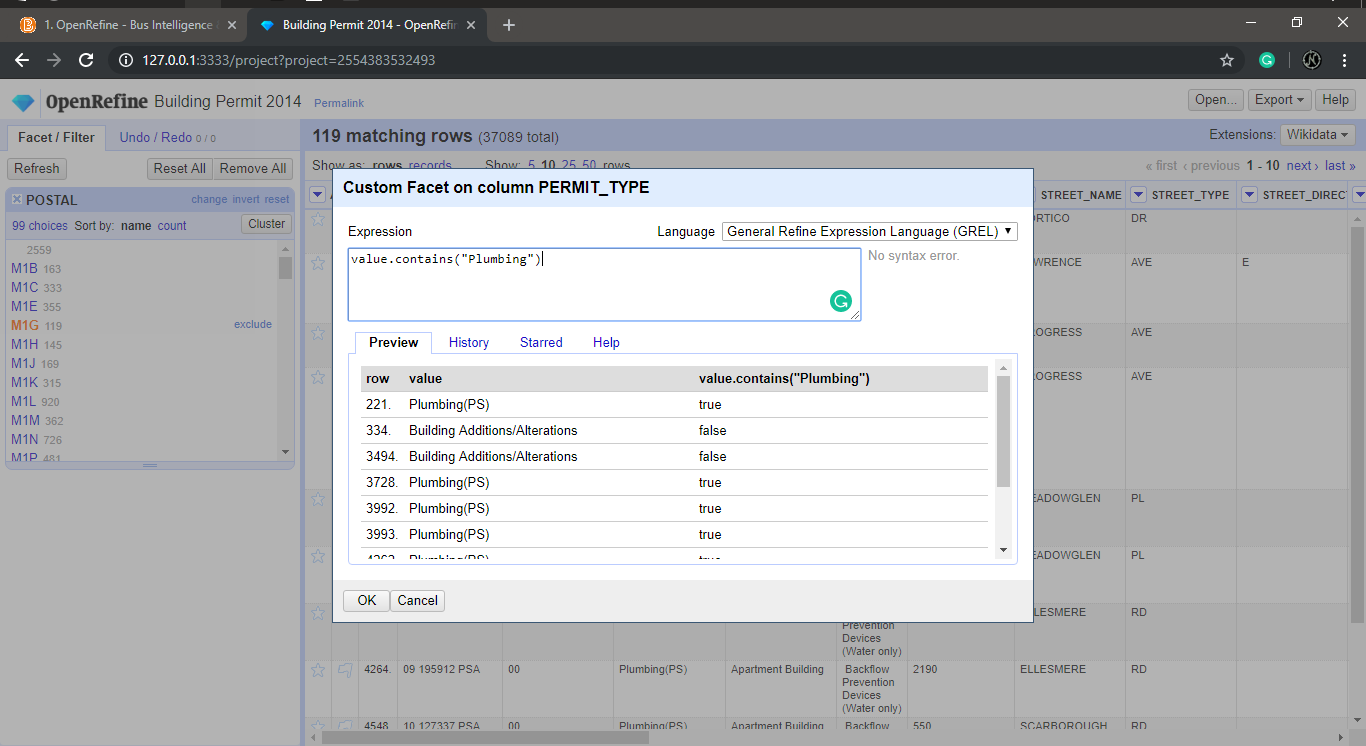 1. OpenRefine - Bus Intelligence
Building Permit 2014 - OpenRefin
127.0.0.1:3333/project?project=2554383532493
OpenRefine Building Permit 2014 Permalink
Open... Export Help
Facet / Filter Undo / Redo 0 / 0
119 matching rows (37089 total)
Extensions: Wikidata
Refresh Reset All Remove All
Show as: rows records Show: 5 10 25 50 rows
« first ‹ previous 1 - 10 next › last »
POSTAL change invert reset
99 choices Sort by: name count Cluster
2559
M1B 163
M1C 333
M1E 355
M1G 119 exclude
M1H 145
M1J 169
M1K 315
M1L 920
M1M 362
M1N 726
M1P 481
Custom Facet on column PERMIT_TYPE
Expression Language General Refine Expression Language (GREL)
value.contains("Plumbing")
No syntax error.
Preview History Starred Help
row value value.contains("Plumbing")
221. Plumbing(PS) true
334. Building Additions/Alterations false
3494. Building Additions/Alterations false
3728. Plumbing(PS) true
3992. Plumbing(PS) true
3993. Plumbing(PS) true
4263. Plumbing(PS) true
OK Cancel
STREET_NAME STREET_TYPE STREET_DIREC
ORTICO DR
WRENCE AVE E
OGRESS AVE
OGRESS AVE
EADOWGLEN PL
EADOWGLEN PL
LESMERE RD
Prevention
Devices
(Water only)
4264. 09 195912 PSA 00 Plumbing(PS) Apartment Building Backflow 2190 ELLESMERE RD
Prevention
Devices
(Water only)
4548. 10 127337 PSA 00 Plumbing(PS) Apartment Building Backflow 550 SCARBOROUGH RD